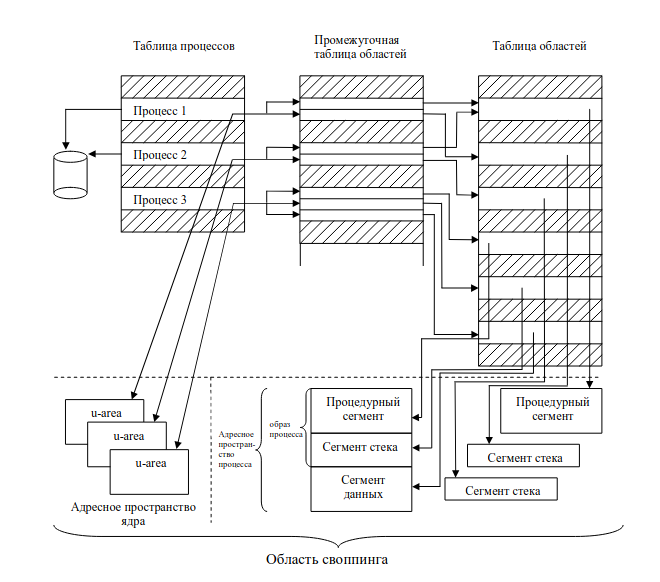 Таблица процессов
Промежуточная
таблица областей
Таблица областей
Процесс 1
Процесс 2
Процесс 3
u-area
u-area
u-area
Адресное пространство
ядра
Адресное
простран-
ство
процесса
образ
процесса
Процедурный
сегмент
Сегмент стека
Сегмент
данных
Процедурный
сегмент
Сегмент стека
Сегмент стека
Область своппинга